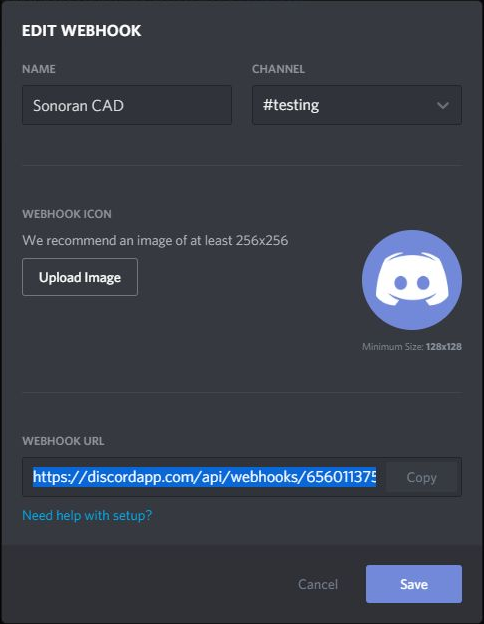 EDIT WEBHOOK
NAME
CHANNEL
Sonoran CAD
#testing
WEBHOOK ICON
We recommend an image of at least 256x256
Upload Image
Minimum Size: 128x128
WEBHOOK URL
https://discordapp.com/api/webhooks/656011375
Copy
Need help with setup?
Cancel
Save